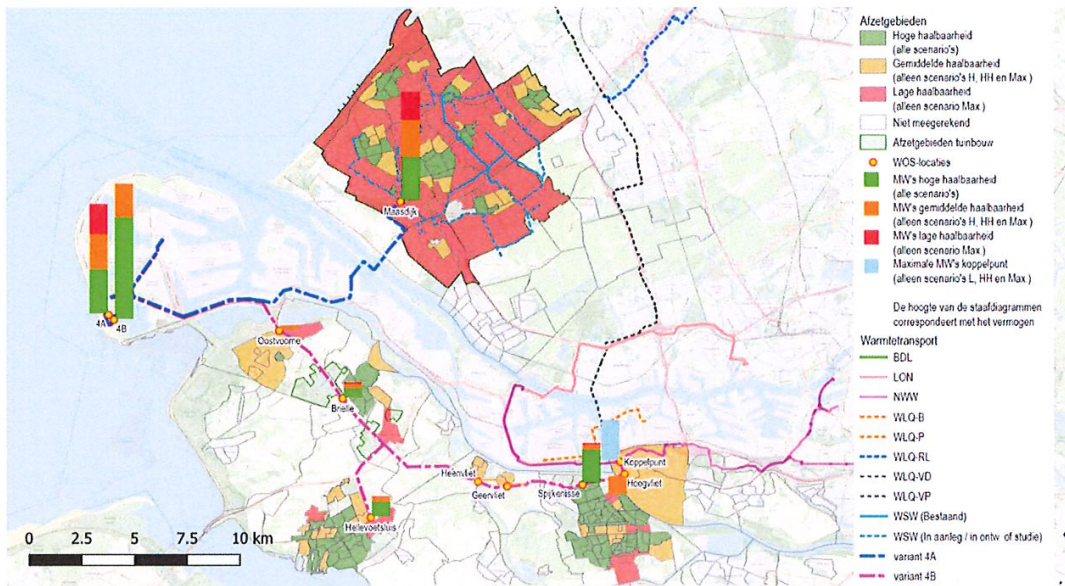 Afzetgebieden
Hoge haalbaarheid
(alle scenario's)
Gemiddelde haalbaarheid
(alleen scenario's H, HH en Max.)
Lage haalbaarheid
(alleen scenario Max.)
Niet meegerekend
Afzetgebieden tuinbouw
WOS-locaties
MW's hoge haalbaarheid
(alle scenario's)
MW's gemiddelde haalbaarheid
(alleen scenario's H, HH en Max.)
MW's lage haalbaarheid
(alleen scenario Max.)
Maximale MW's koppelpunt
(alleen scenario's L, HH en Max.)
De hoogte van de staafdiagrammen
correspondeert met het vermogen
Warmtetransport
BDL
LON
NWW
WLQ-B
WLQ-P
WLQ-RL
WLQ-VD
WLQ-VP
WSW (Bestaand)
WSW (In aanleg / in ontw. of studie)
variant 4A
variant 4B
Maasdijk
4A
4B
Oostvoorne
Brielle
Heenvliet
Geervliet
Spijkenisse
Koppelpunt
Hoogvliet
Hellevoetsluis
0 2.5 5 7.5 10 km